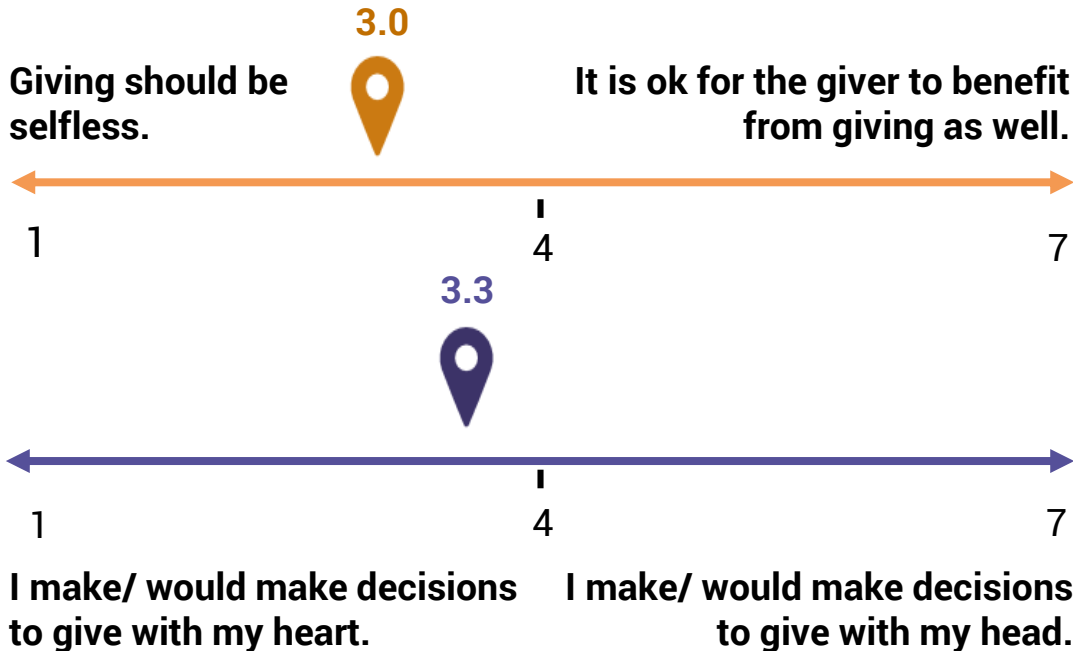 3.0
Giving should be
selfless.
It is ok for the giver to benefit
from giving as well.
1
4
7
3.3
1
4
7
I make/ would make decisions
to give with my heart.
I make/ would make decisions
to give with my head.